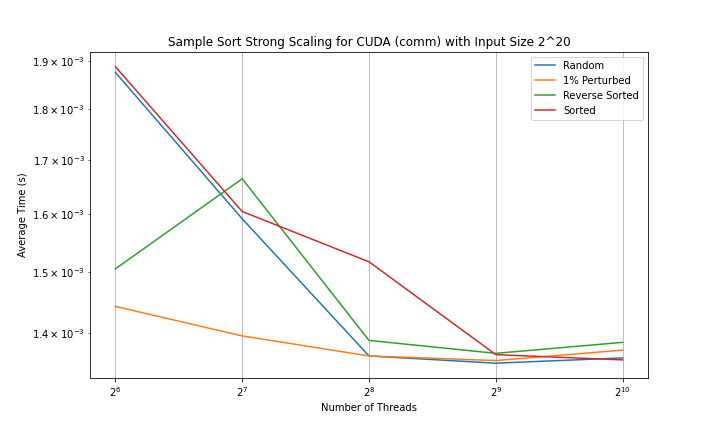 Sample Sort Strong Scaling for CUDA (comm) with Input Size 2^20
Random
1% Perturbed
Reverse Sorted
Sorted
Average Time (s)
1.9 × 10⁻³
1.8 × 10⁻³
1.7 × 10⁻³
1.6 × 10⁻³
1.5 × 10⁻³
1.4 × 10⁻³
2⁶ 2⁷ 2⁸ 2⁹ 2¹⁰
Number of Threads